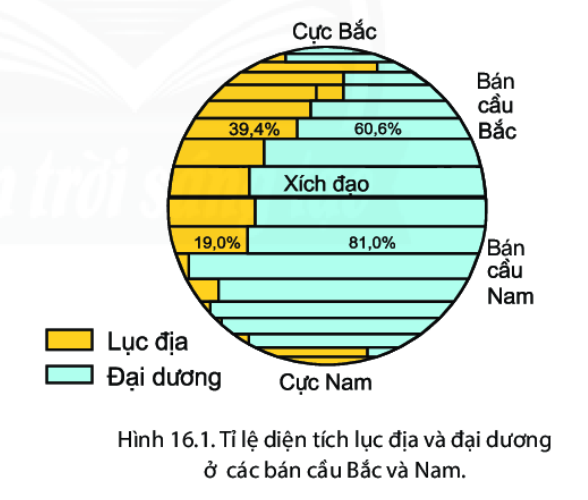 Cực Bắc
Bán
cầu
Bắc
39,4% 60,6%
Xích đạo
19,0% 81,0%
Bán
cầu
Nam
Lục địa
Đại dương
Cực Nam
Hình 16.1. Tỉ lệ diện tích lục địa và đại dương
ở các bán cầu Bắc và Nam.